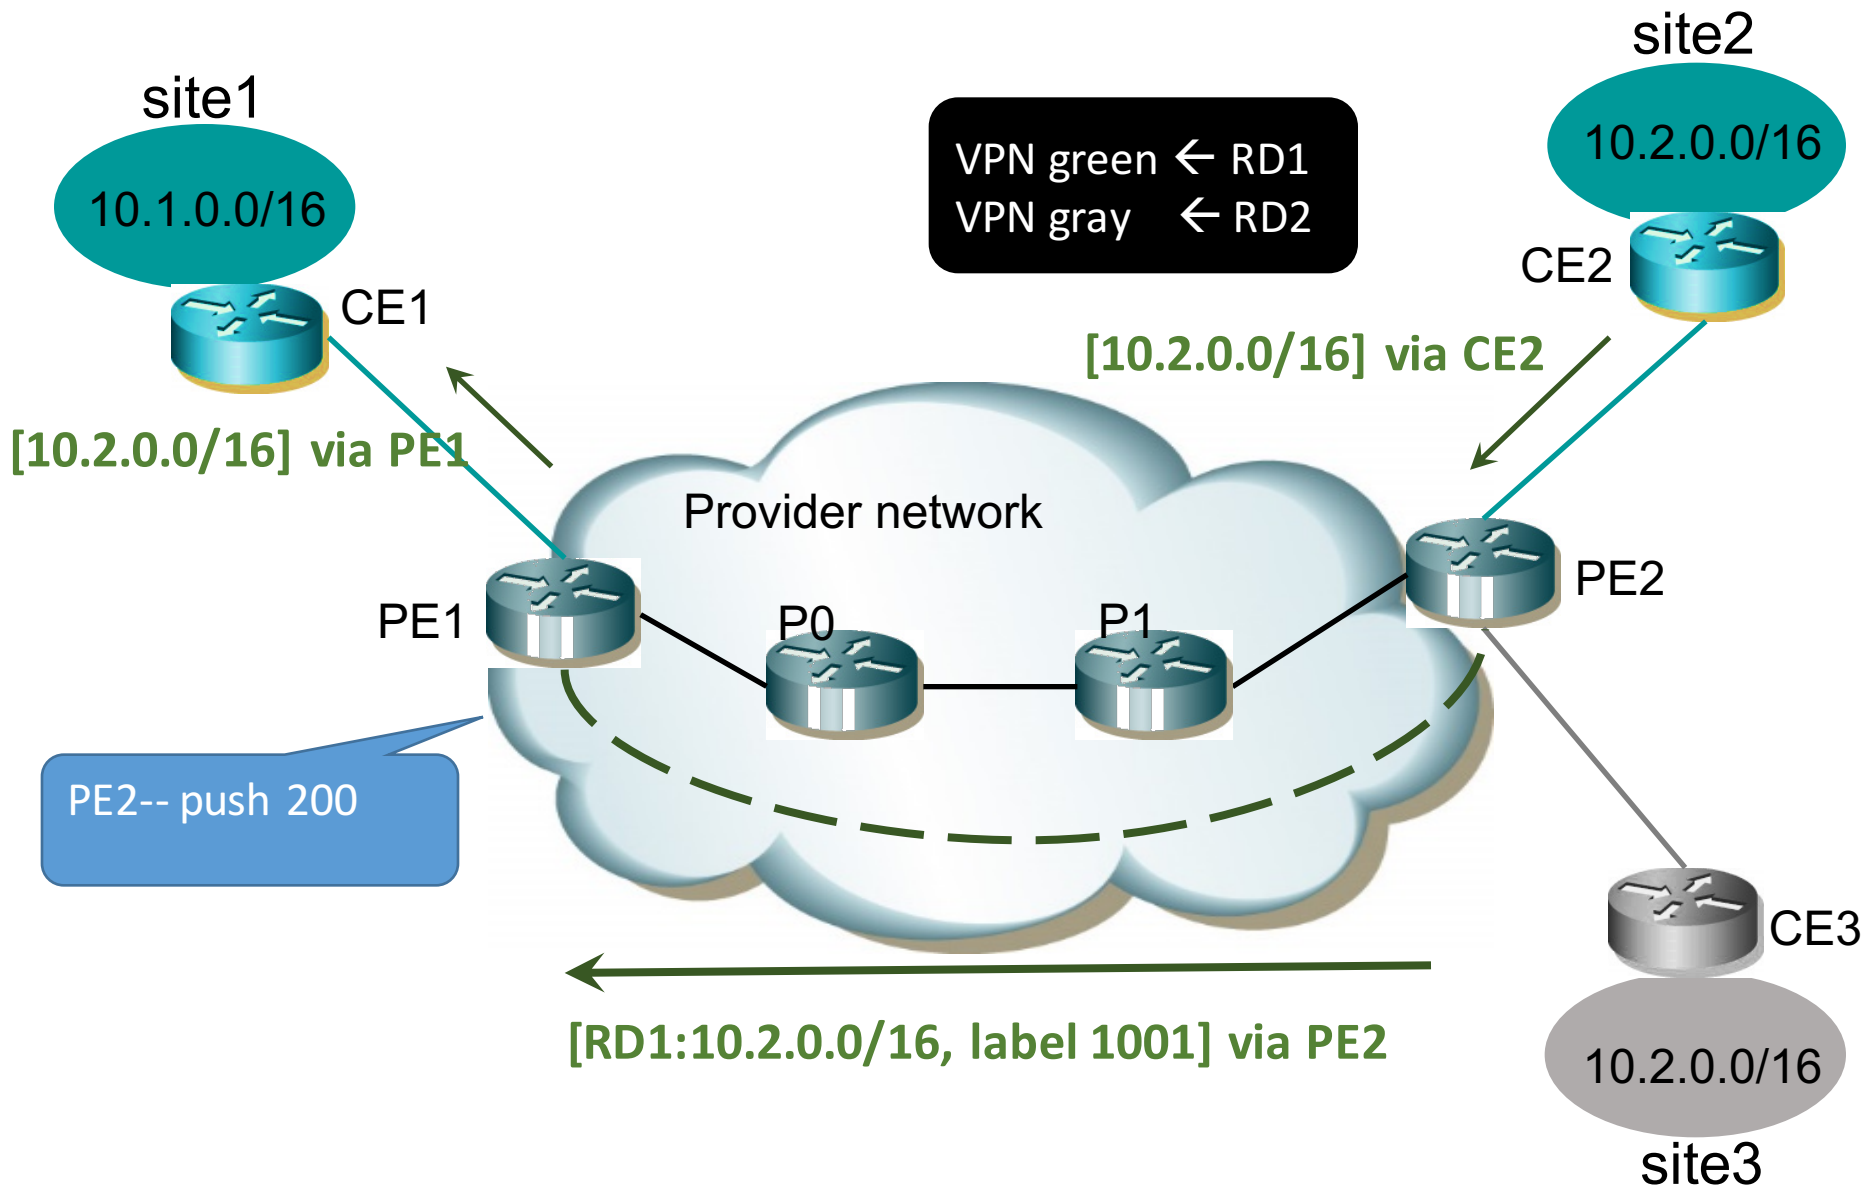 site2
site1
10.2.0.0/16
VPN green ← RD1
VPN gray ← RD2
10.1.0.0/16
CE2
CE1
[10.2.0.0/16] via CE2
[10.2.0.0/16] via PE1
Provider network
PE2
PE1
P0
P1
PE2-- push 200
CE3
[RD1:10.2.0.0/16, label 1001] via PE2
10.2.0.0/16
site3